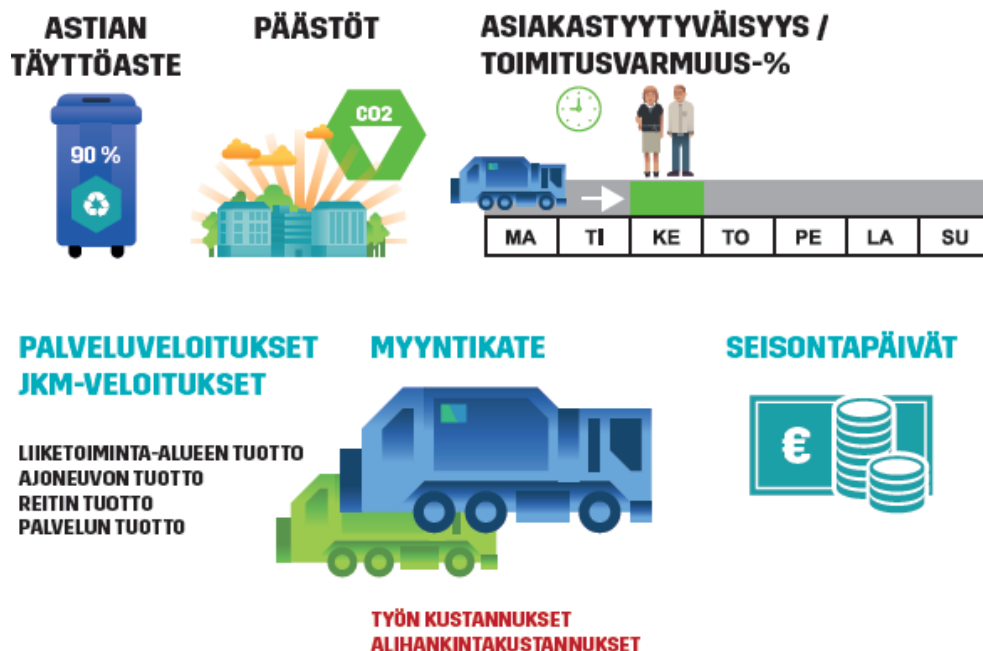 ASTIAN
TÄYTTÖASTE
90 %
PÄÄSTÖT
CO2
ASIAKASTYYTYVÄISYYS /
TOIMITUSVARMUUS-%
MA TI KE TO PE LA SU
PALVELUVELOITUKSET
JKM-VELOITUKSET
LIIKETOIMINTA-ALUEEN TUOTTO
AJONEUVON TUOTTO
REITIN TUOTTO
PALVELUN TUOTTO
MYYNTIKATE
TYÖN KUSTANNUKSET
ALIHANKINTAKUSTANNUKSET
SEISONTAPÄIVÄT
€